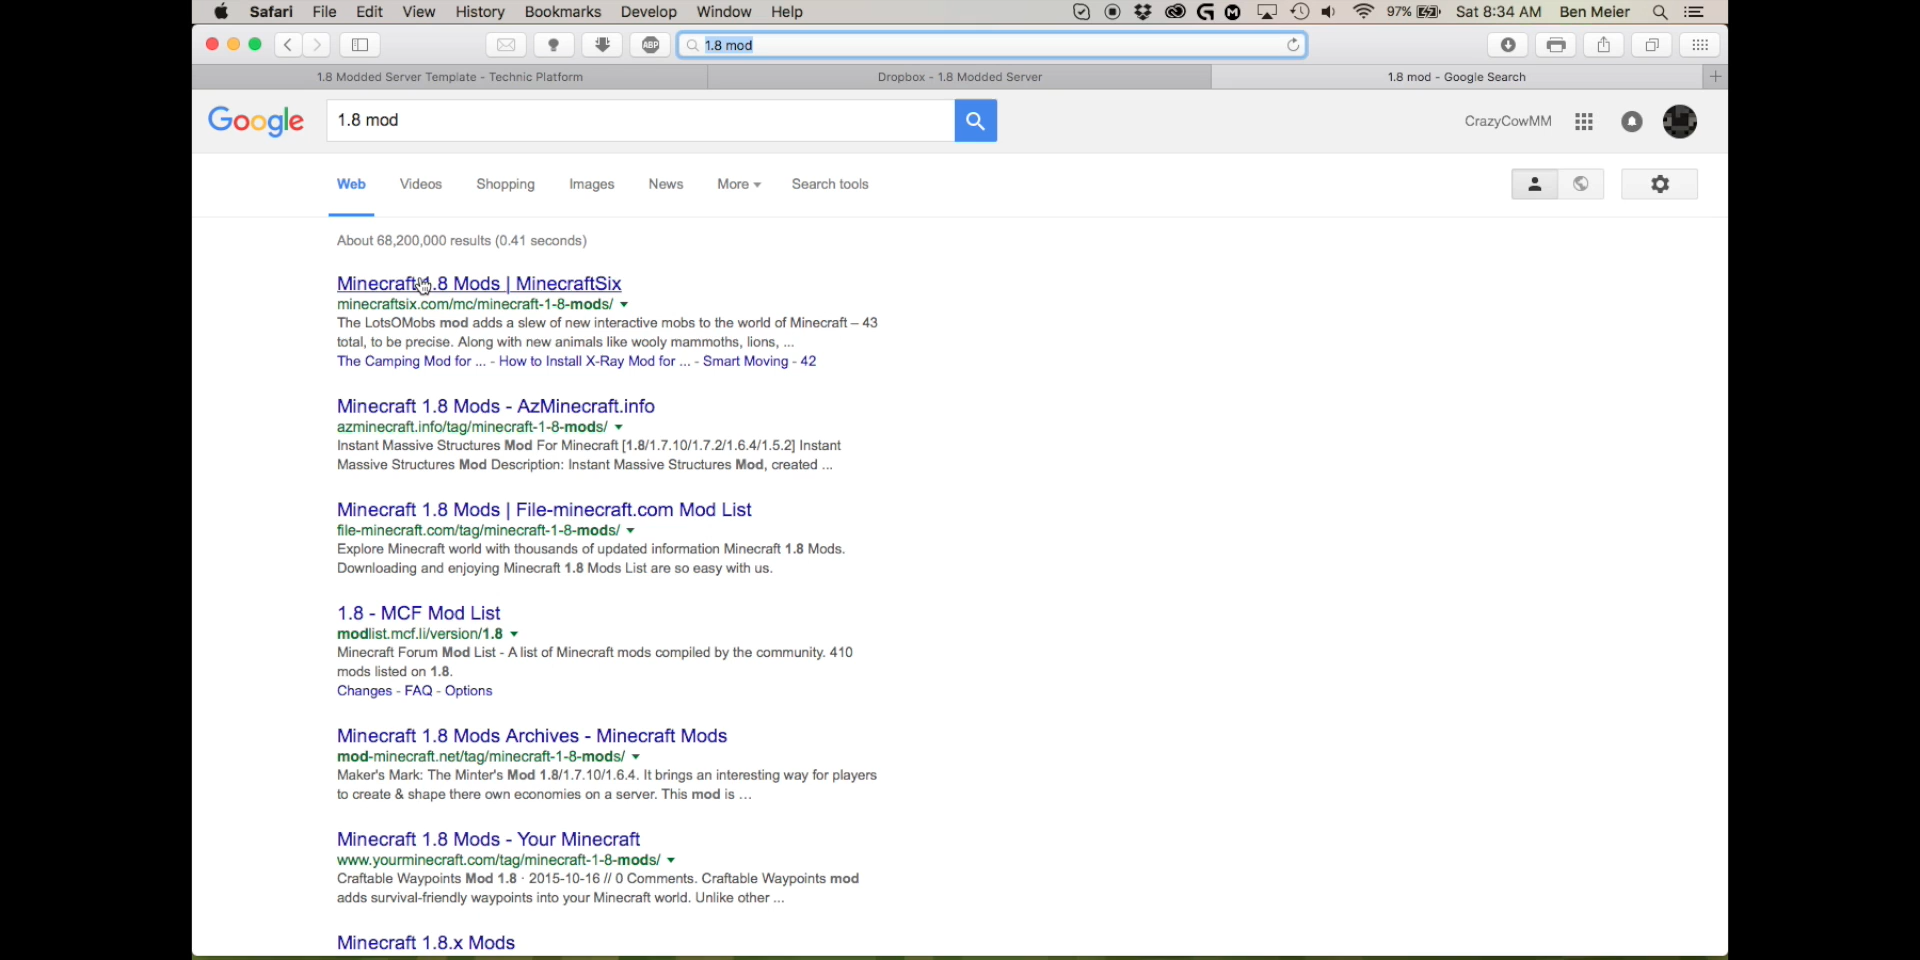 Safari File Edit View History Bookmarks Develop Window Help 97% Sat 8:34 AM Ben Meier
ABP 1.8 mod
1.8 Modded Server Template - Technic Platform Dropbox - 1.8 Modded Server 1.8 mod - Google Search
Google 1.8 mod CrazyCowMM
Web Videos Shopping Images News More Search tools
About 68,200,000 results (0.41 seconds)
Minecraft 1.8 Mods | MinecraftSix
minecraftsix.com/mc/minecraft-1-8-mods/
The LotsOMobs mod adds a slew of new interactive mobs to the world of Minecraft – 43
total, to be precise. Along with new animals like wooly mammoths, lions, ...
The Camping Mod for ... - How to Install X-Ray Mod for ... - Smart Moving - 42
Minecraft 1.8 Mods - AzMinecraft.info
azminecraft.info/tag/minecraft-1-8-mods/
Instant Massive Structures Mod For Minecraft [1.8/1.7.10/1.7.2/1.6.4/1.5.2] Instant
Massive Structures Mod Description: Instant Massive Structures Mod, created ...
Minecraft 1.8 Mods | File-minecraft.com Mod List
file-minecraft.com/tag/minecraft-1-8-mods/
Explore Minecraft world with thousands of updated information Minecraft 1.8 Mods.
Downloading and enjoying Minecraft 1.8 Mods List are so easy with us.
1.8 - MCF Mod List
modlist.mcf.li/version/1.8
Minecraft Forum Mod List - A list of Minecraft mods compiled by the community. 410
mods listed on 1.8.
Changes - FAQ - Options
Minecraft 1.8 Mods Archives - Minecraft Mods
mod-minecraft.net/tag/minecraft-1-8-mods/
Maker's Mark: The Minter's Mod 1.8/1.7.10/1.6.4. It brings an interesting way for players
to create & shape there own economies on a server. This mod is ...
Minecraft 1.8 Mods - Your Minecraft
www.yourminecraft.com/tag/minecraft-1-8-mods/
Craftable Waypoints Mod 1.8 · 2015-10-16 // 0 Comments. Craftable Waypoints mod
adds survival-friendly waypoints into your Minecraft world. Unlike other ...
Minecraft 1.8.x Mods